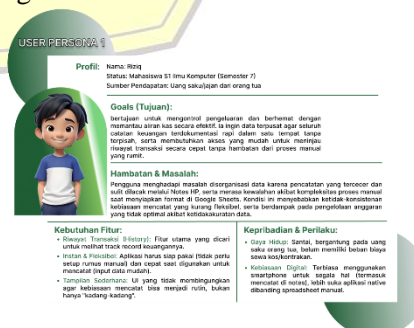 USER PERSONA 1
Profil:
Nama: Riziq
Status: Mahasiswa S1 Ilmu Komputer (Semester 7)
Sumber Pendapatan: Uang saku/jajan dari orang tua
Goals (Tujuan):
bertujuan untuk mengontrol pengeluaran dan berhemat dengan
memantau aliran kas secara efektif. Ia ingin data terpusat agar seluruh
catatan keuangan terdokumentasi rapi dalam satu tempat tanpa
terpisah, serta membutuhkan akses yang mudah untuk meninjau
riwayat transaksi secara cepat tanpa hambatan dari proses manual
yang rumit.
Hambatan & Masalah:
Pengguna menghadapi masalah disorganisasi data karena pencatatan yang tercecer dan
sulit dilacak melalui Notes HP, serta merasa kewalahan akibat kompleksitas proses manual
saat menyiapkan format di Google Sheets. Kondisi ini menyebabkan ketidak-konsistenan
kebiasaan mencatat yang kurang fleksibel, serta berdampak pada pengelolaan anggaran
yang tidak optimal akibat ketidakakuratan data.
Kebutuhan Fitur:
• Riwayat Transaksi (History): Fitur utama yang dicari
untuk melihat track record keuangannya.
• Instan & Fleksibel: Aplikasi harus siap pakai (tidak perlu
setup rumus manual) dan cepat saat digunakan untuk
mencatat (input data mudah).
• Tampilan Sederhana: UI yang tidak membingungkan
agar kebiasaan mencatat bisa menjadi rutin, bukan
hanya "kadang-kadang".
Kepribadian & Perilaku:
• Gaya Hidup: Santai, bergantung pada uang
saku orang tua, belum memiliki beban biaya
sewa kos/kontrakan.
• Kebiasaan Digital: Terbiasa menggunakan
smartphone untuk segala hal (termasuk
mencatat di notes), lebih suka aplikasi native
dibanding spreadsheet manual.